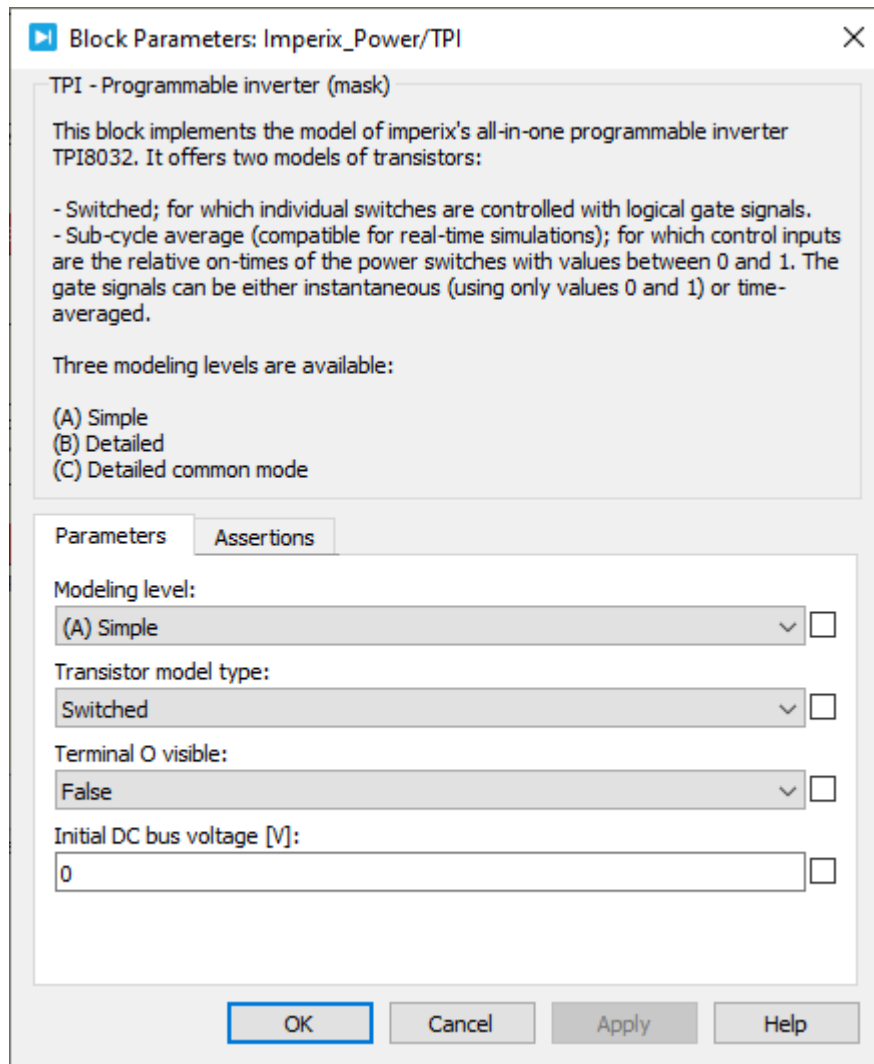 Block Parameters: Imperix_Power/TPI
TPI - Programmable inverter (mask)
This block implements the model of imperix's all-in-one programmable inverter
TPI8032. It offers two models of transistors:
- Switched; for which individual switches are controlled with logical gate signals.
- Sub-cycle average (compatible for real-time simulations); for which control inputs
are the relative on-times of the power switches with values between 0 and 1. The
gate signals can be either instantaneous (using only values 0 and 1) or time-
averaged.
Three modeling levels are available:
(A) Simple
(B) Detailed
(C) Detailed common mode
Parameters Assertions
Modeling level:
(A) Simple
Transistor model type:
Switched
Terminal O visible:
False
Initial DC bus voltage [V]:
0
OK Cancel Apply Help